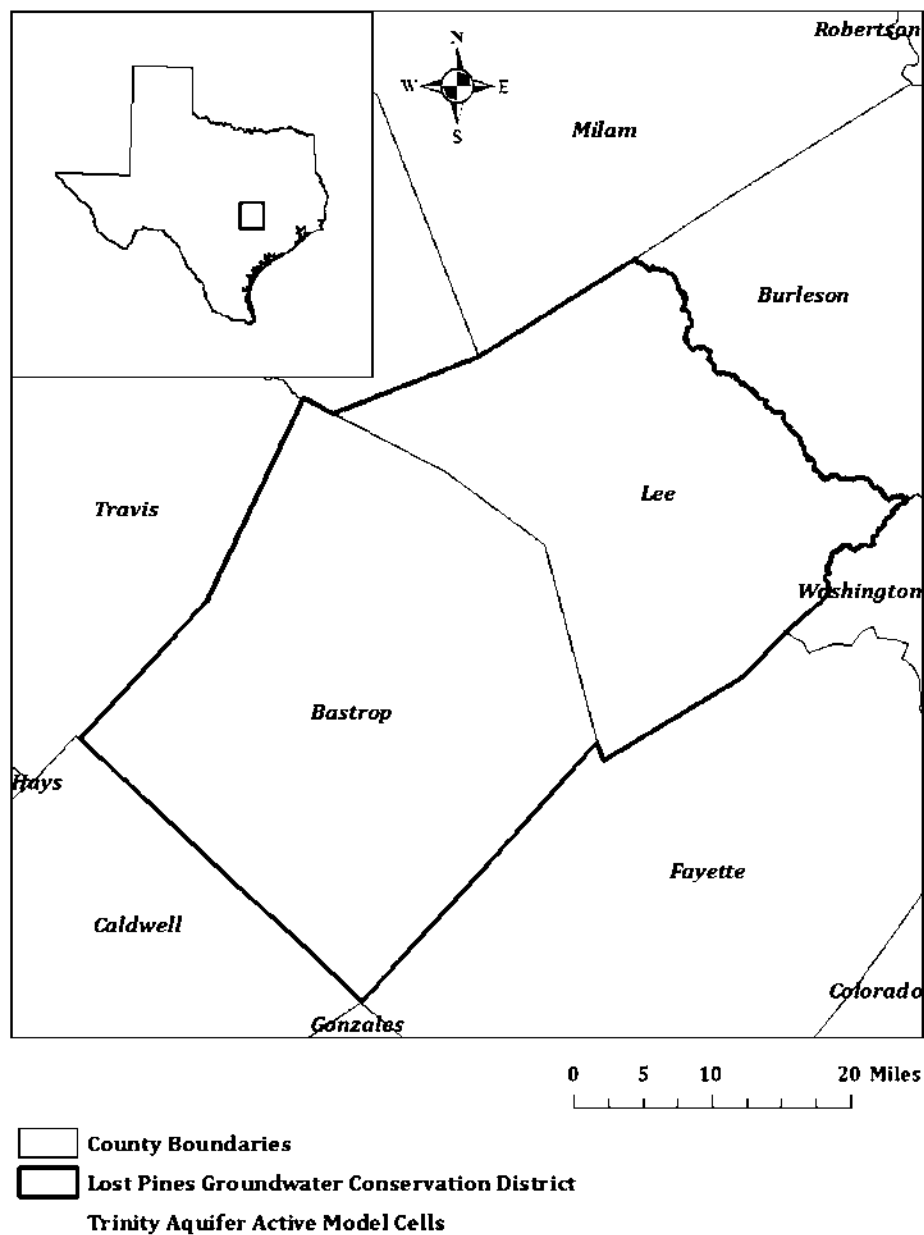 Robertson
N
W E
S
Milam
Burleson
Travis
Lee
Washington
Bastrop
Hays
Fayette
Caldwell
Colorado
Gonzales
0 5 10 20 Miles
County Boundaries
Lost Pines Groundwater Conservation District
Trinity Aquifer Active Model Cells